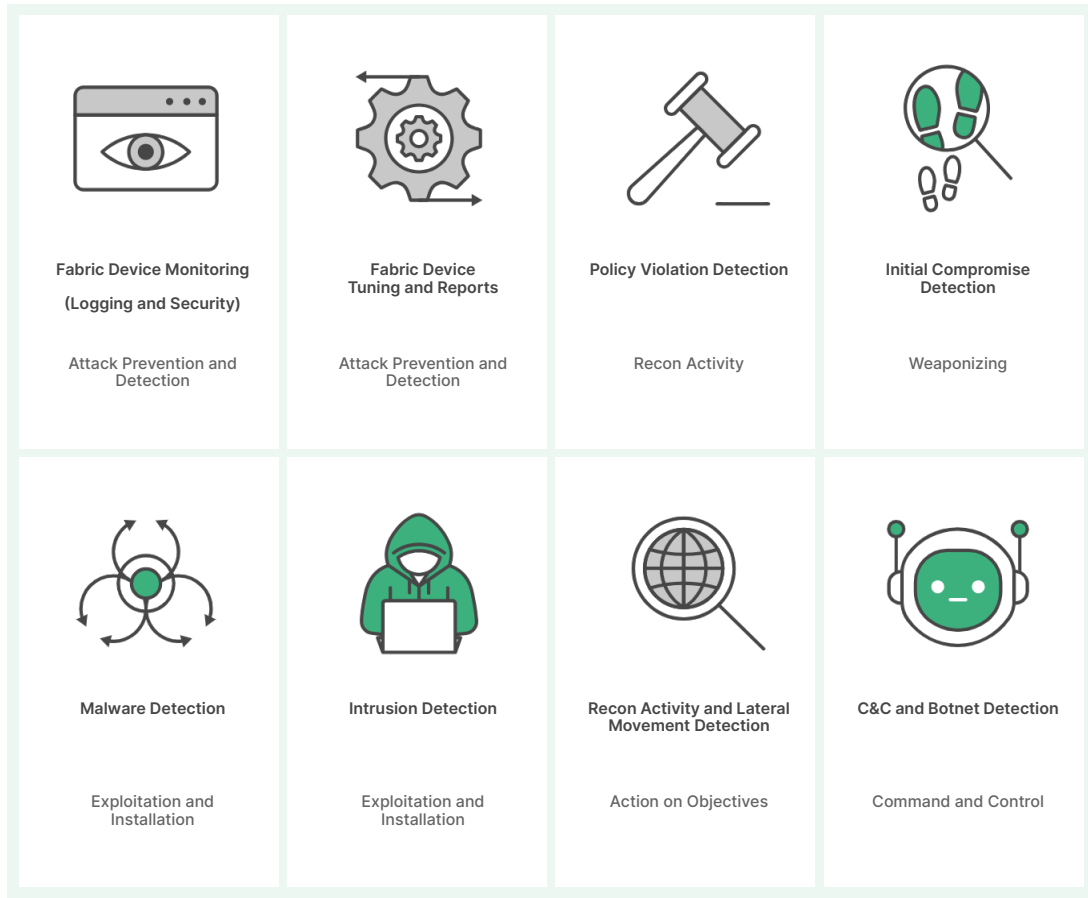 Fabric Device Monitoring
(Logging and Security)
Attack Prevention and
Detection
Fabric Device
Tuning and Reports
Attack Prevention and
Detection
Policy Violation Detection
Recon Activity
Initial Compromise
Detection
Weaponizing
Malware Detection
Exploitation and
Installation
Intrusion Detection
Exploitation and
Installation
Recon Activity and Lateral
Movement Detection
Action on Objectives
C&C and Botnet Detection
Command and Control